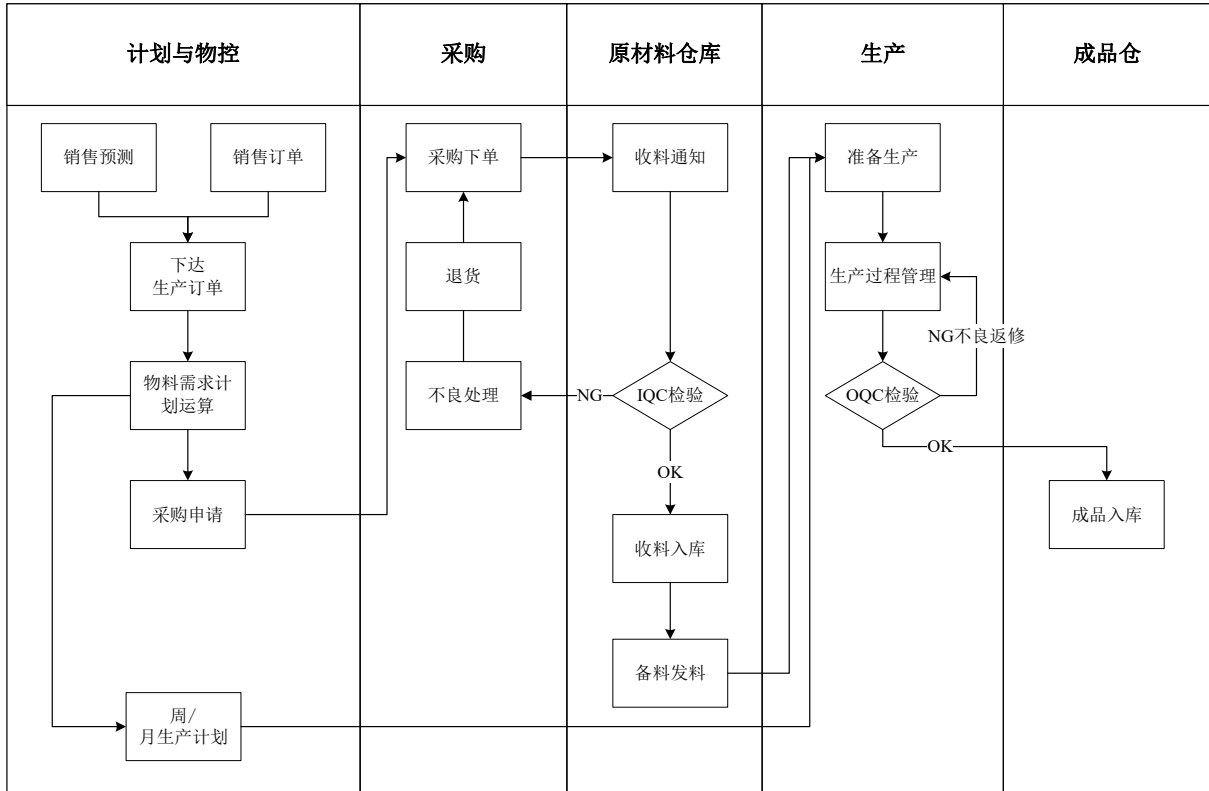 计划与物控
采购
原材料仓库
生产
成品仓
销售预测
销售订单
下达
生产订单
物料需求计
划运算
采购申请
周/
月生产计划
采购下单
退货
不良处理
收料通知
NG
IQC检验
OK
收料入库
备料发料
准备生产
生产过程管理
NG不良返修
OQC检验
OK
成品入库